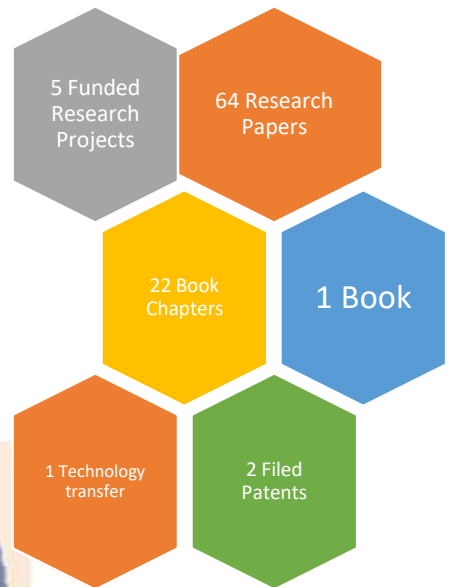 5 Funded
Research
Projects
64 Research
Papers
22 Book
Chapters
1 Book
1 Technology
transfer
2 Filed
Patents